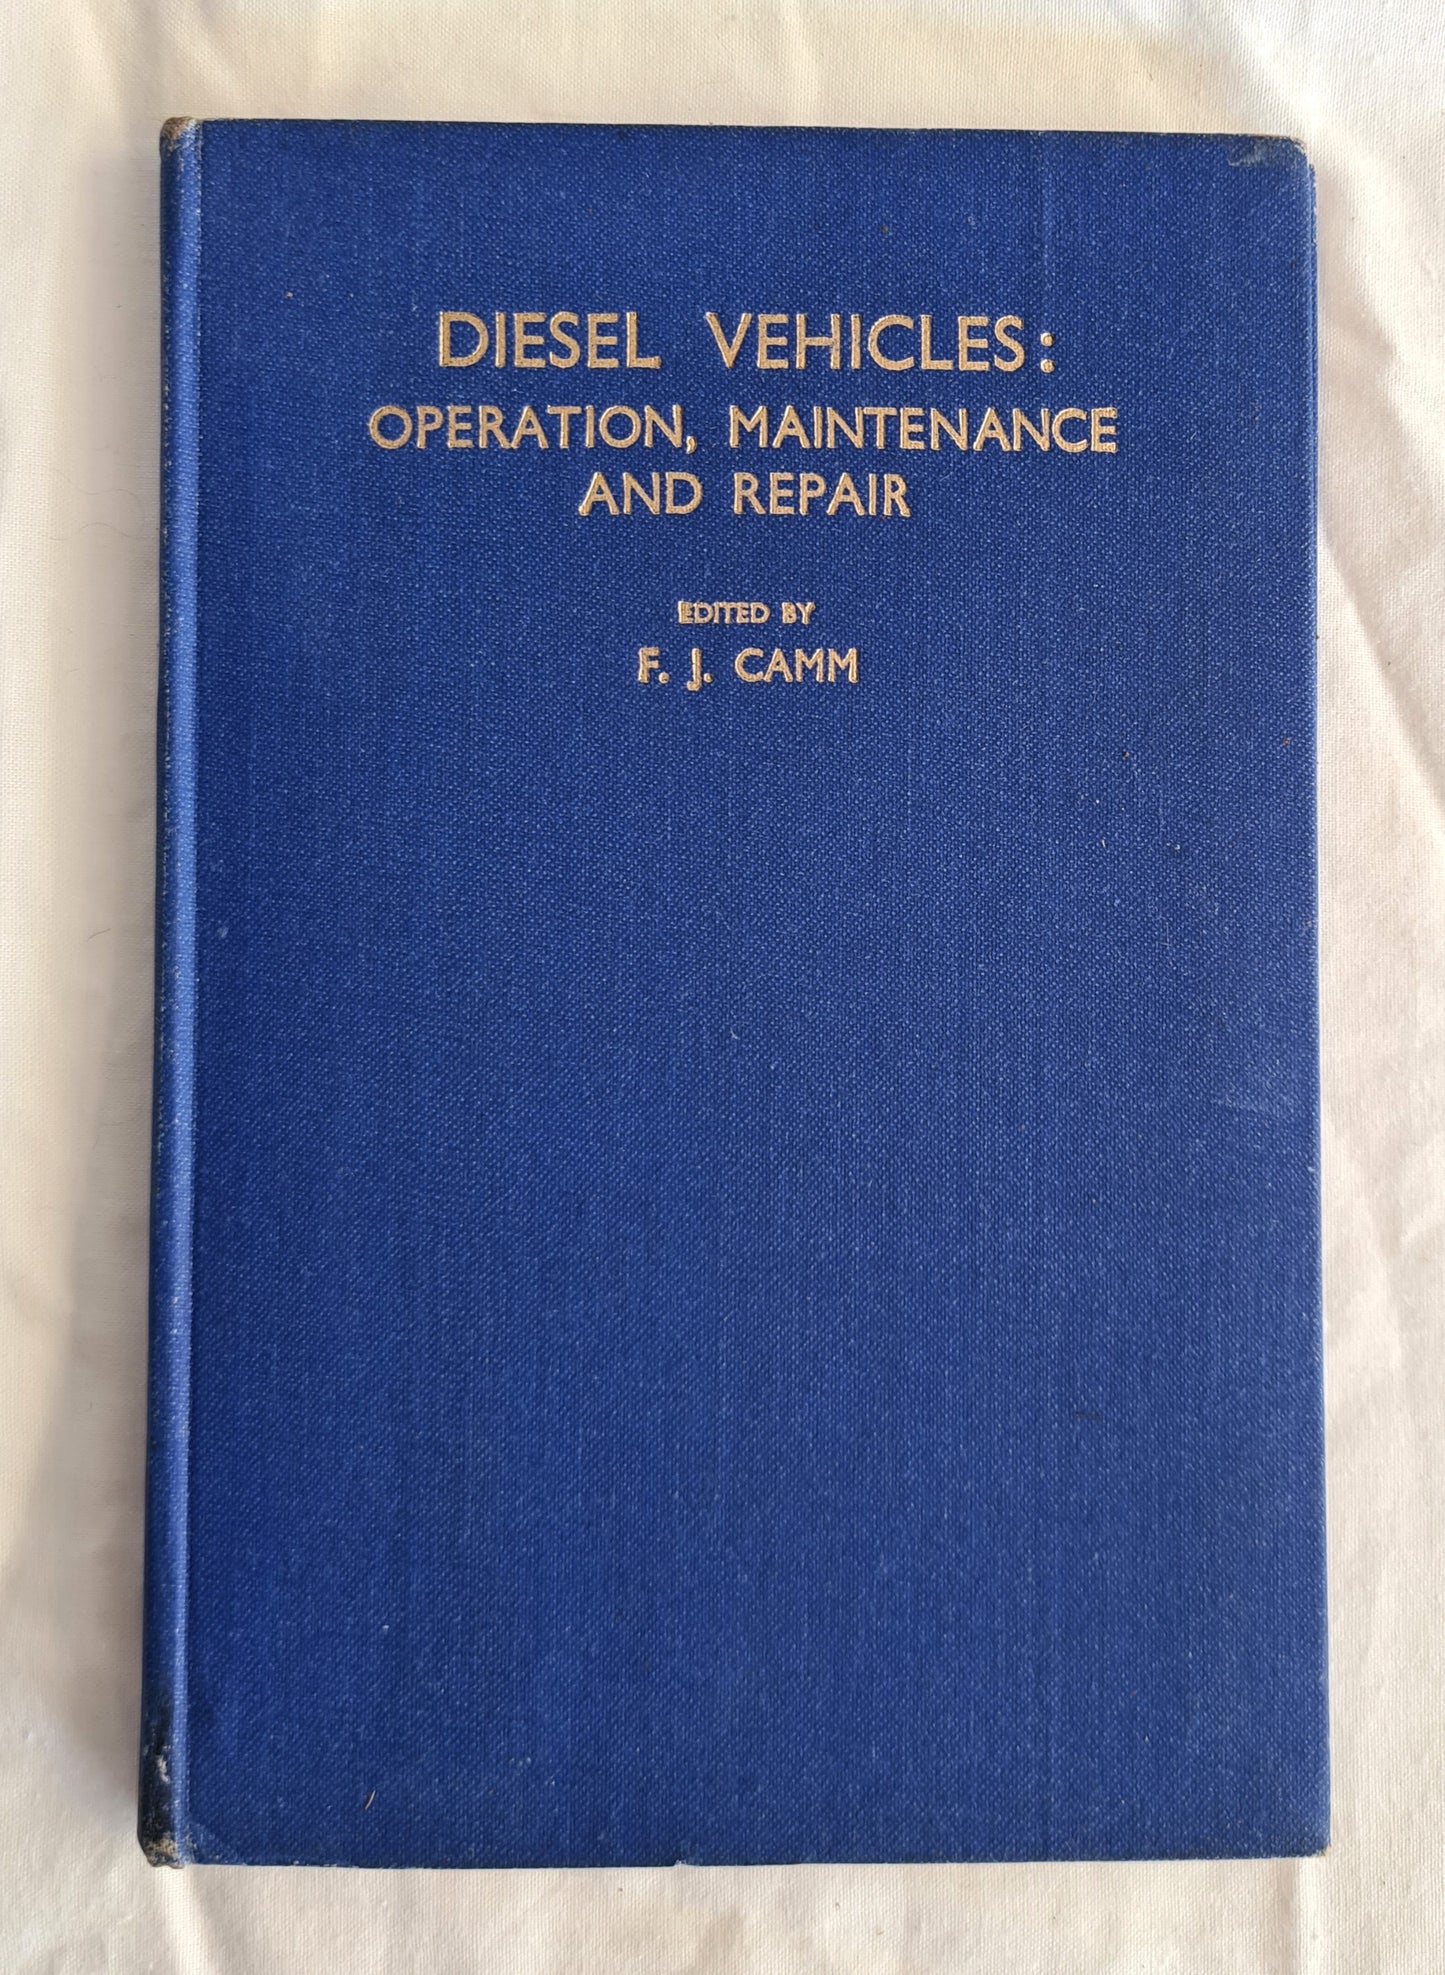 DIESEL VEHICLES:
OPERATION, MAINTENANCE
AND REPAIR
EDITED BY
F. J. CAMM